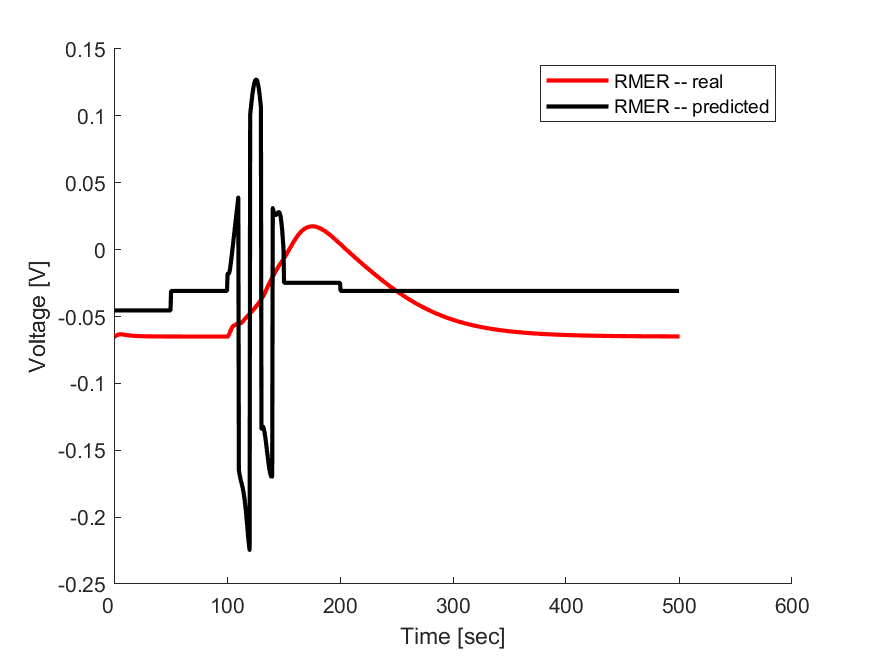 0.15
0.1
0.05
0
-0.05
-0.1
-0.15
-0.2
-0.25
Voltage [V]
RMER -- real
RMER -- predicted
0 100 200 300 400 500 600
Time [sec]